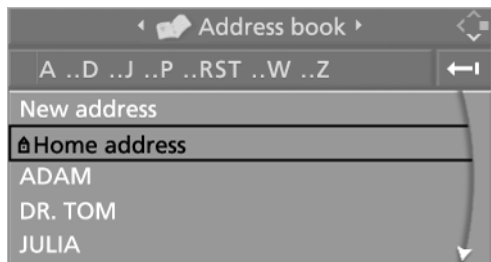 Address book
A ..D ..J ..P ..RST ..W ..Z
New address
Home address
ADAM
DR. TOM
JULIA